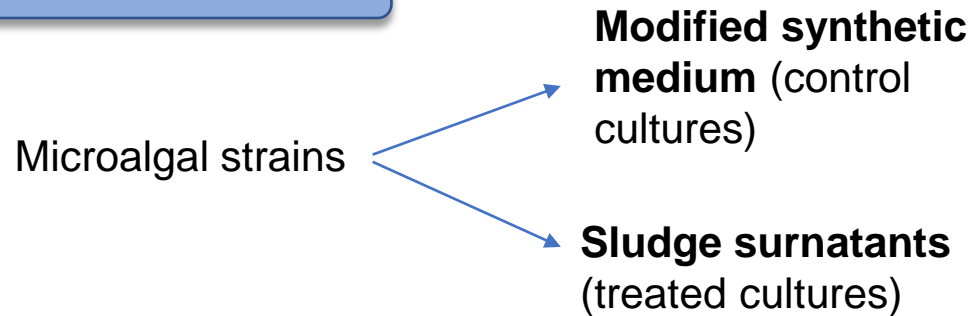 Modified synthetic
medium (control
cultures)
Microalgal strains
Sludge surnatants
(treated cultures)